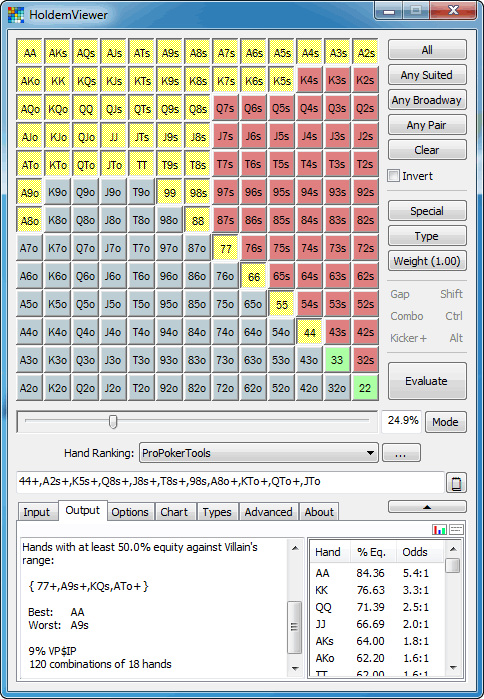 HoldemViewer
AA AKs AQs AJs ATs A9s A8s A7s A6s A5s A4s A3s A2s
AKo KK KQs KJs KTs K9s K8s K7s K6s K5s K4s K3s K2s
AQo KQo QQ QJs QTs Q9s Q8s Q7s Q6s Q5s Q4s Q3s Q2s
AJo KJo QJo JJ JTs J9s J8s J7s J6s J5s J4s J3s J2s
ATo KTo QTo JTo TT T9s T8s T7s T6s T5s T4s T3s T2s
A9o K9o Q9o J9o T9o 99 98s 97s 96s 95s 94s 93s 92s
A8o K8o Q8o J8o T8o 98o 88 87s 86s 85s 84s 83s 82s
A7o K7o Q7o J7o T7o 97o 87o 77 76s 75s 74s 73s 72s
A6o K6o Q6o J6o T6o 96o 86o 76o 66 65s 64s 63s 62s
A5o K5o Q5o J5o T5o 95o 85o 75o 65o 55 54s 53s 52s
A4o K4o Q4o J4o T4o 94o 84o 74o 64o 54o 44 43s 42s
A3o K3o Q3o J3o T3o 93o 83o 73o 63o 53o 43o 33 32s
A2o K2o Q2o J2o T2o 92o 82o 72o 62o 52o 42o 32o 22
All
Any Suited
Any Broadway
Any Pair
Clear
Invert
Special
Type
Weight (1.00)
Gap Shift
Combo Ctrl
Kicker+ Alt
Evaluate
24.9% Mode
Hand Ranking: ProPokerTools ...
44+,A2s+,K5s+,Q8s+,J8s+,T8s+,98s,A8o+,KTo+,QTo+,JTo
Input Output Options Chart Types Advanced About
Hands with at least 50.0% equity against Villain's
range:
{ 77+,A9s+,KQs,ATo+ }
Best: AA
Worst: A9s
9% VP$IP
120 combinations of 18 hands
Hand % Eq. Odds
AA 84.36 5.4:1
KK 76.63 3.3:1
QQ 71.39 2.5:1
JJ 66.69 2.0:1
AKs 64.00 1.8:1
AKo 62.20 1.6:1
TT 62.00 1.6:1